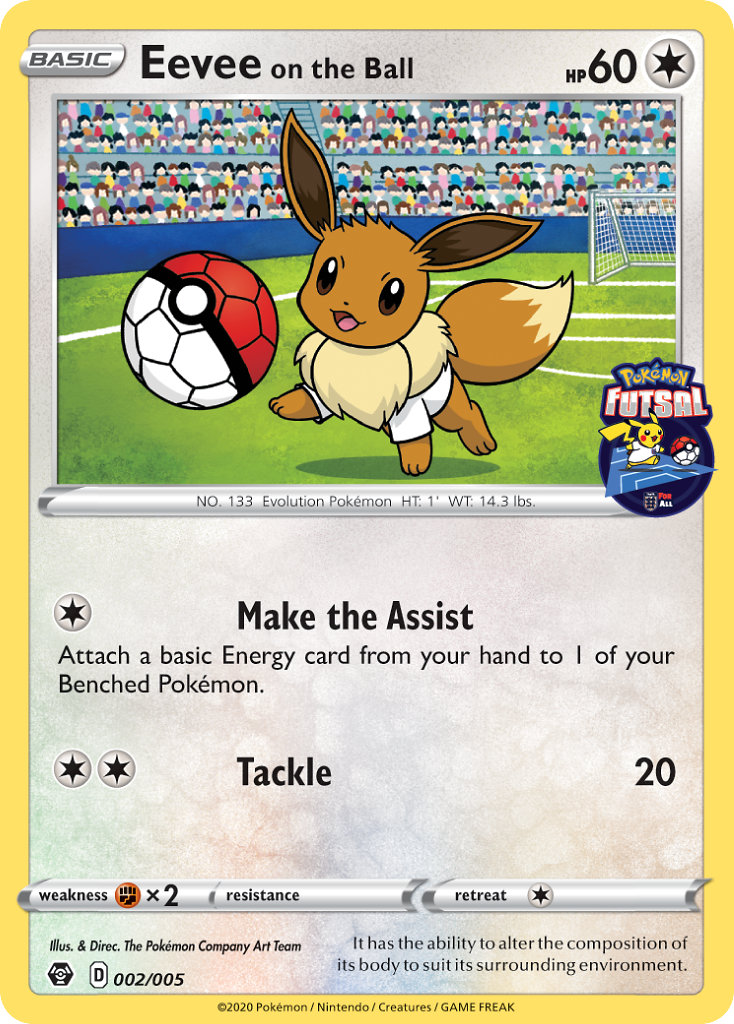 BASIC Eevee on the Ball HP60
POKéMON
FUTSAL
FOR
ALL
NO. 133 Evolution Pokémon HT: 1' WT: 14.3 lbs.
Make the Assist
Attach a basic Energy card from your hand to 1 of your
Benched Pokémon.
Tackle 20
weakness ×2 resistance retreat
Illus. & Direc. The Pokémon Company Art Team
It has the ability to alter the composition of
its body to suit its surrounding environment.
D 002/005
©2020 Pokémon / Nintendo / Creatures / GAME FREAK